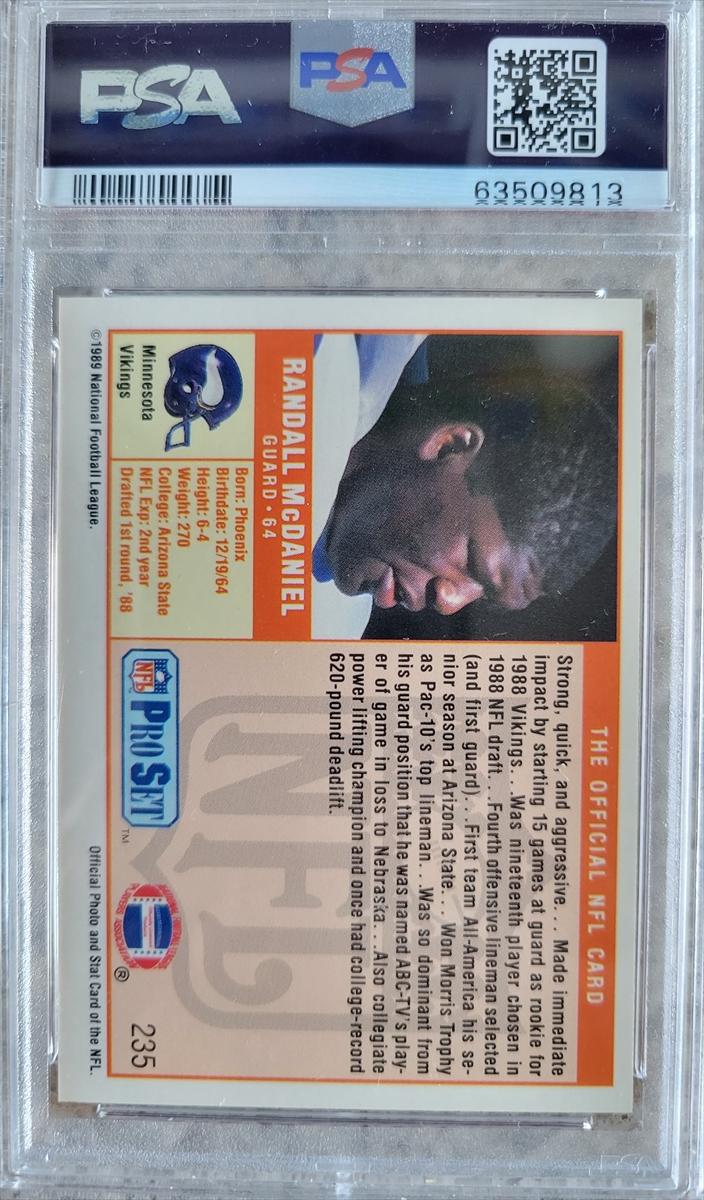 PSA
PSA
63509813
THE OFFICIAL NFL CARD
RANDALL McDANIEL
GUARD • 64
Minnesota
Vikings
Born: Phoenix
Birthdate: 12/19/64
Height: 6-4
Weight: 270
College: Arizona State
NFL Exp: 2nd year
Drafted 1st round, '88
Strong, quick, and aggressive. . . Made immediate
impact by starting 15 games at guard as rookie for
1988 Vikings. . .Was nineteenth player chosen in
1988 NFL draft. . .Fourth offensive lineman selected
(and first guard). . .First team All-America his se-
nior season at Arizona State. . . Won Morris Trophy
as Pac-10's top lineman. . .Was so dominant from
his guard position that he was named ABC-TV's play-
er of game in loss to Nebraska. . .Also collegiate
power lifting champion and once had college-record
620-pound deadlift.
NFL
NFL PRO SET ™
NATIONAL FOOTBALL LEAGUE
PLAYERS ASSOCIATION
®
235
©1989 National Football League.
Official Photo and Stat Card of the NFL.